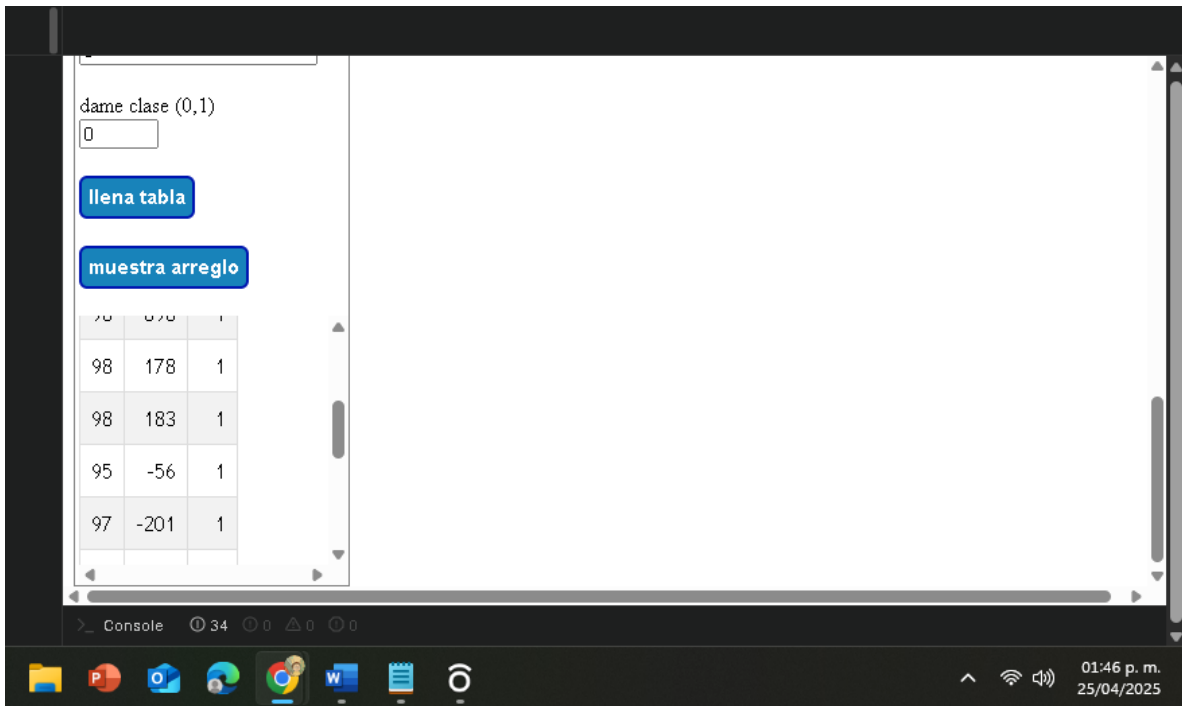 dame clase (0,1)
0
llena tabla
muestra arreglo
98 178 1
98 183 1
95 -56 1
97 -201 1
>_ Console 34 0 0 0
01:46 p. m.
25/04/2025